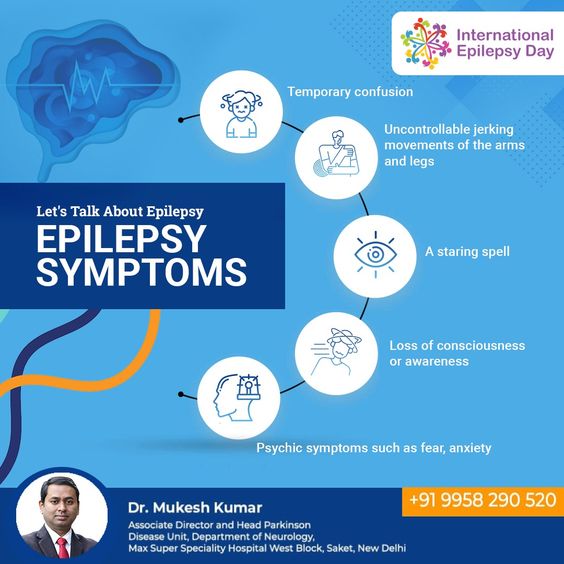 International
Epilepsy Day
Temporary confusion
Uncontrollable jerking
movements of the arms
and legs
Let's Talk About Epilepsy
EPILEPSY
SYMPTOMS
A staring spell
Loss of consciousness
or awareness
Psychic symptoms such as fear, anxiety
+91 9958 290 520
Dr. Mukesh Kumar
Associate Director and Head Parkinson
Disease Unit, Department of Neurology,
Max Super Speciality Hospital West Block, Saket, New Delhi